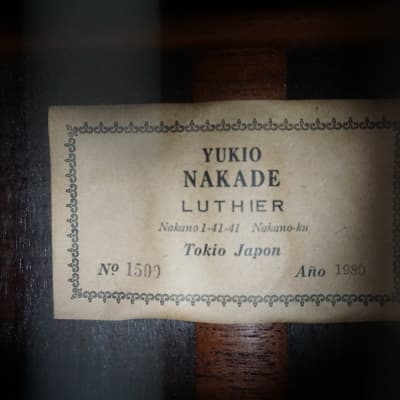 YUKIO
NAKADE
LUTHIER
Nakano 1-41-41 Nakano-ku
Tokio Japon
Nº 1500 Año 1980